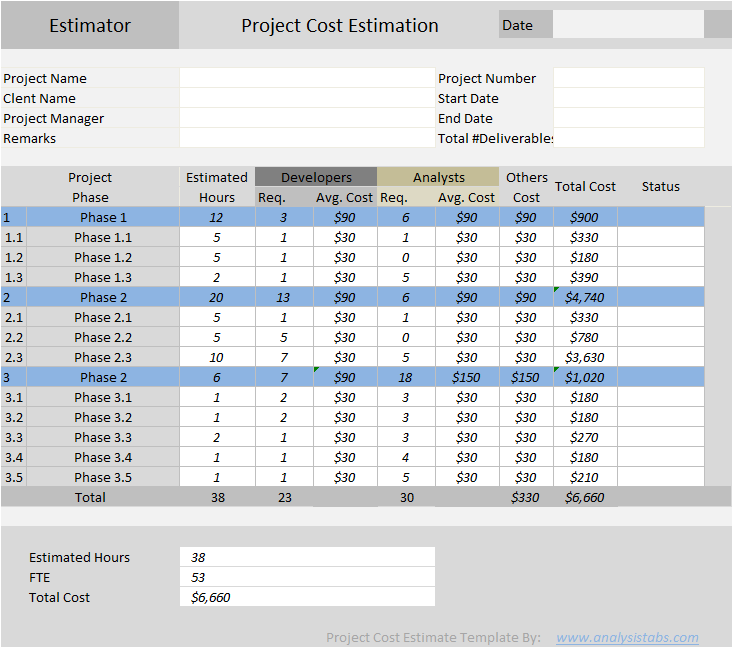 Estimator Project Cost Estimation Date
Project Name Project Number
Clent Name Start Date
Project Manager End Date
Remarks Total #Deliverables
Project Estimated Developers Analysts Others Total Cost Status
Phase Hours Req. Avg. Cost Req. Avg. Cost Cost
1 Phase 1 12 3 $90 6 $90 $90 $900
1.1 Phase 1.1 5 1 $30 1 $30 $30 $330
1.2 Phase 1.2 5 1 $30 0 $30 $30 $180
1.3 Phase 1.3 2 1 $30 5 $30 $30 $390
2 Phase 2 20 13 $90 6 $90 $90 $4,740
2.1 Phase 2.1 5 1 $30 1 $30 $30 $330
2.2 Phase 2.2 5 5 $30 0 $30 $30 $780
2.3 Phase 2.3 10 7 $30 5 $30 $30 $3,630
3 Phase 2 6 7 $90 18 $150 $150 $1,020
3.1 Phase 3.1 1 2 $30 3 $30 $30 $180
3.2 Phase 3.2 1 2 $30 3 $30 $30 $180
3.3 Phase 3.3 2 1 $30 3 $30 $30 $270
3.4 Phase 3.4 1 1 $30 4 $30 $30 $180
3.5 Phase 3.5 1 1 $30 5 $30 $30 $210
Total 38 23 30 $330 $6,660
Estimated Hours 38
FTE 53
Total Cost $6,660
Project Cost Estimate Template By: www.analysistabs.com